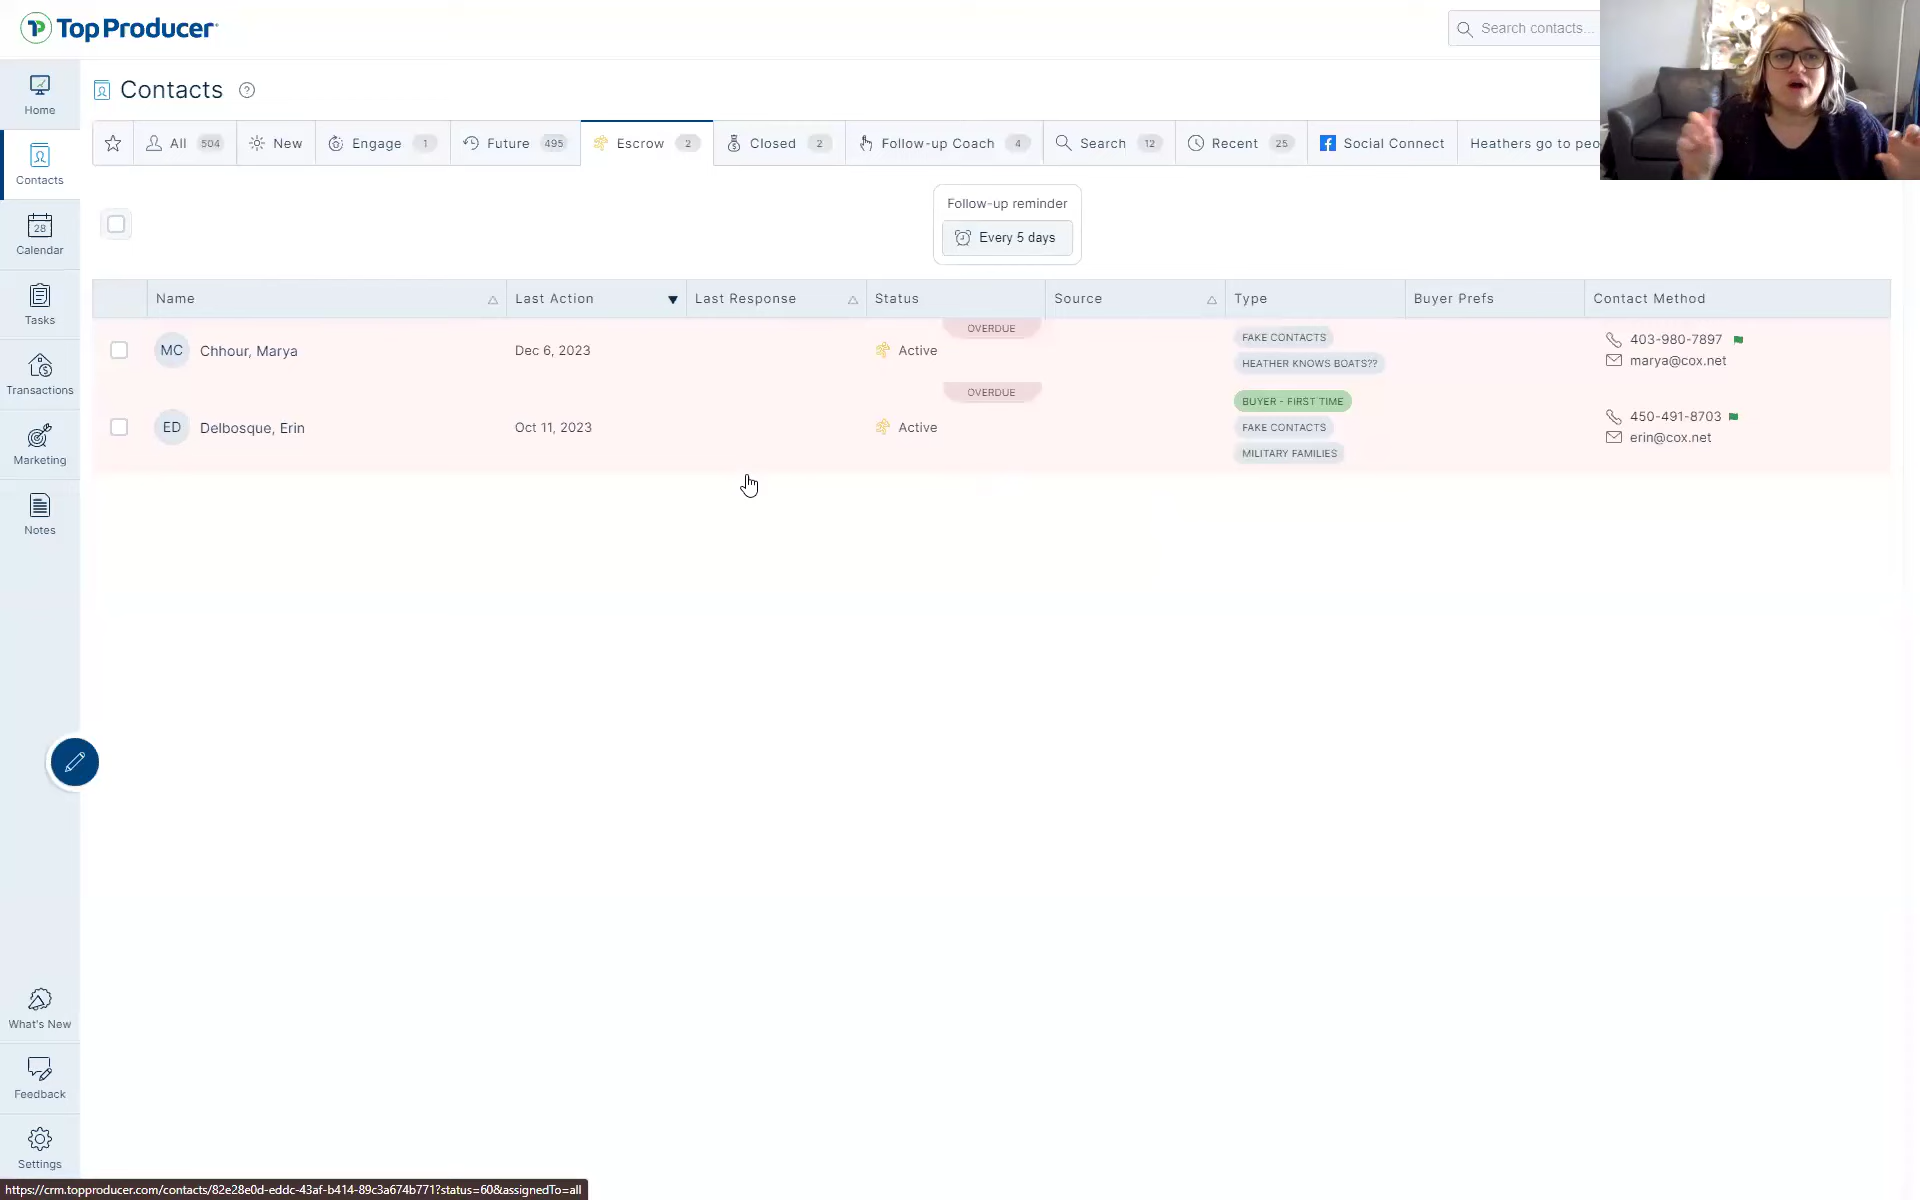 Top Producer
Search contacts...
Home
Contacts
28
Calendar
Tasks
Transactions
Marketing
Notes
What's New
Feedback
Settings
Contacts ?
All 504
New
Engage 1
Future 495
Escrow 2
Closed 2
Follow-up Coach 4
Search 12
Recent 25
Social Connect
Heathers go to peo
Follow-up reminder
Every 5 days
Name Last Action Last Response Status Source Type Buyer Prefs Contact Method
OVERDUE
MC Chhour, Marya Dec 6, 2023 Active
FAKE CONTACTS
HEATHER KNOWS BOATS??
403-980-7897
marya@cox.net
OVERDUE
ED Delbosque, Erin Oct 11, 2023 Active
BUYER - FIRST TIME
FAKE CONTACTS
MILITARY FAMILIES
450-491-8703
erin@cox.net
https://crm.topproducer.com/contacts/82e28e0d-eddc-43af-b414-89c3a674b771?status=60&assignedTo=all